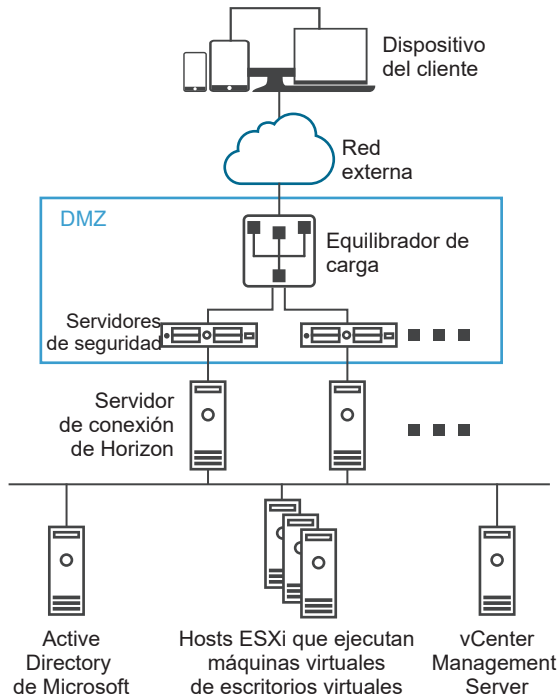 Dispositivo
del cliente
Red
externa
DMZ
Equilibrador de
carga
Servidores
de seguridad
Servidor
de conexión
de Horizon
Active
Directory
de Microsoft
Hosts ESXi que ejecutan
máquinas virtuales
de escritorios virtuales
vCenter
Management
Server